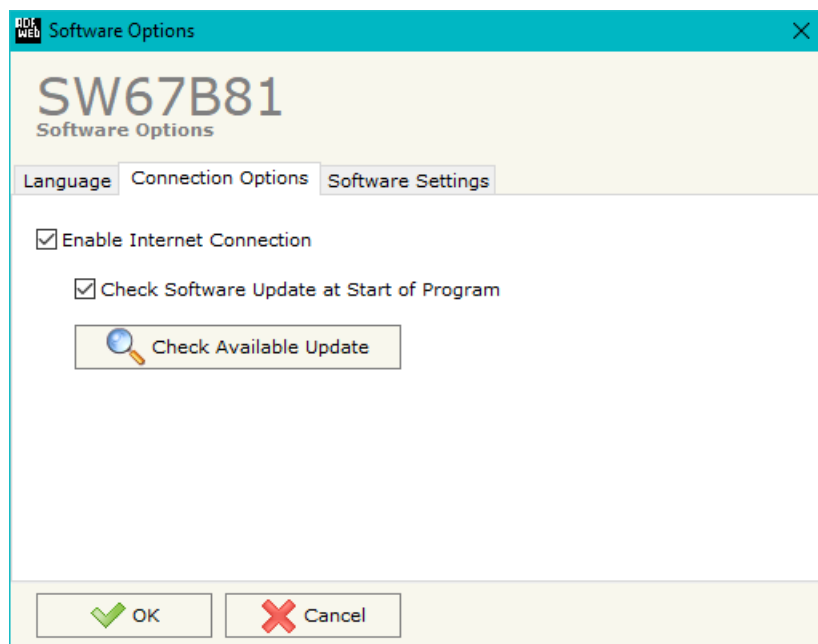 ADF
WEB
Software Options
SW67B81
Software Options
Language Connection Options Software Settings
Enable Internet Connection
Check Software Update at Start of Program
Check Available Update
OK Cancel